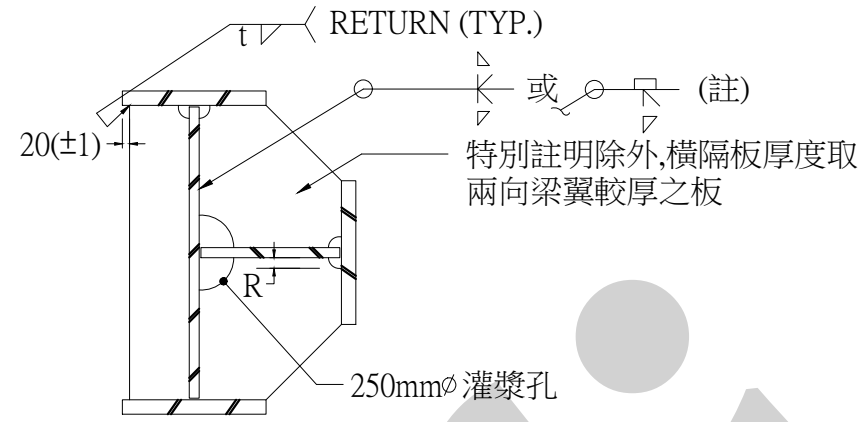 t RETURN (TYP.)
或 (註)
20(±1)
特別註明除外,橫隔板厚度取
兩向梁翼較厚之板
R
250mm∅灌漿孔